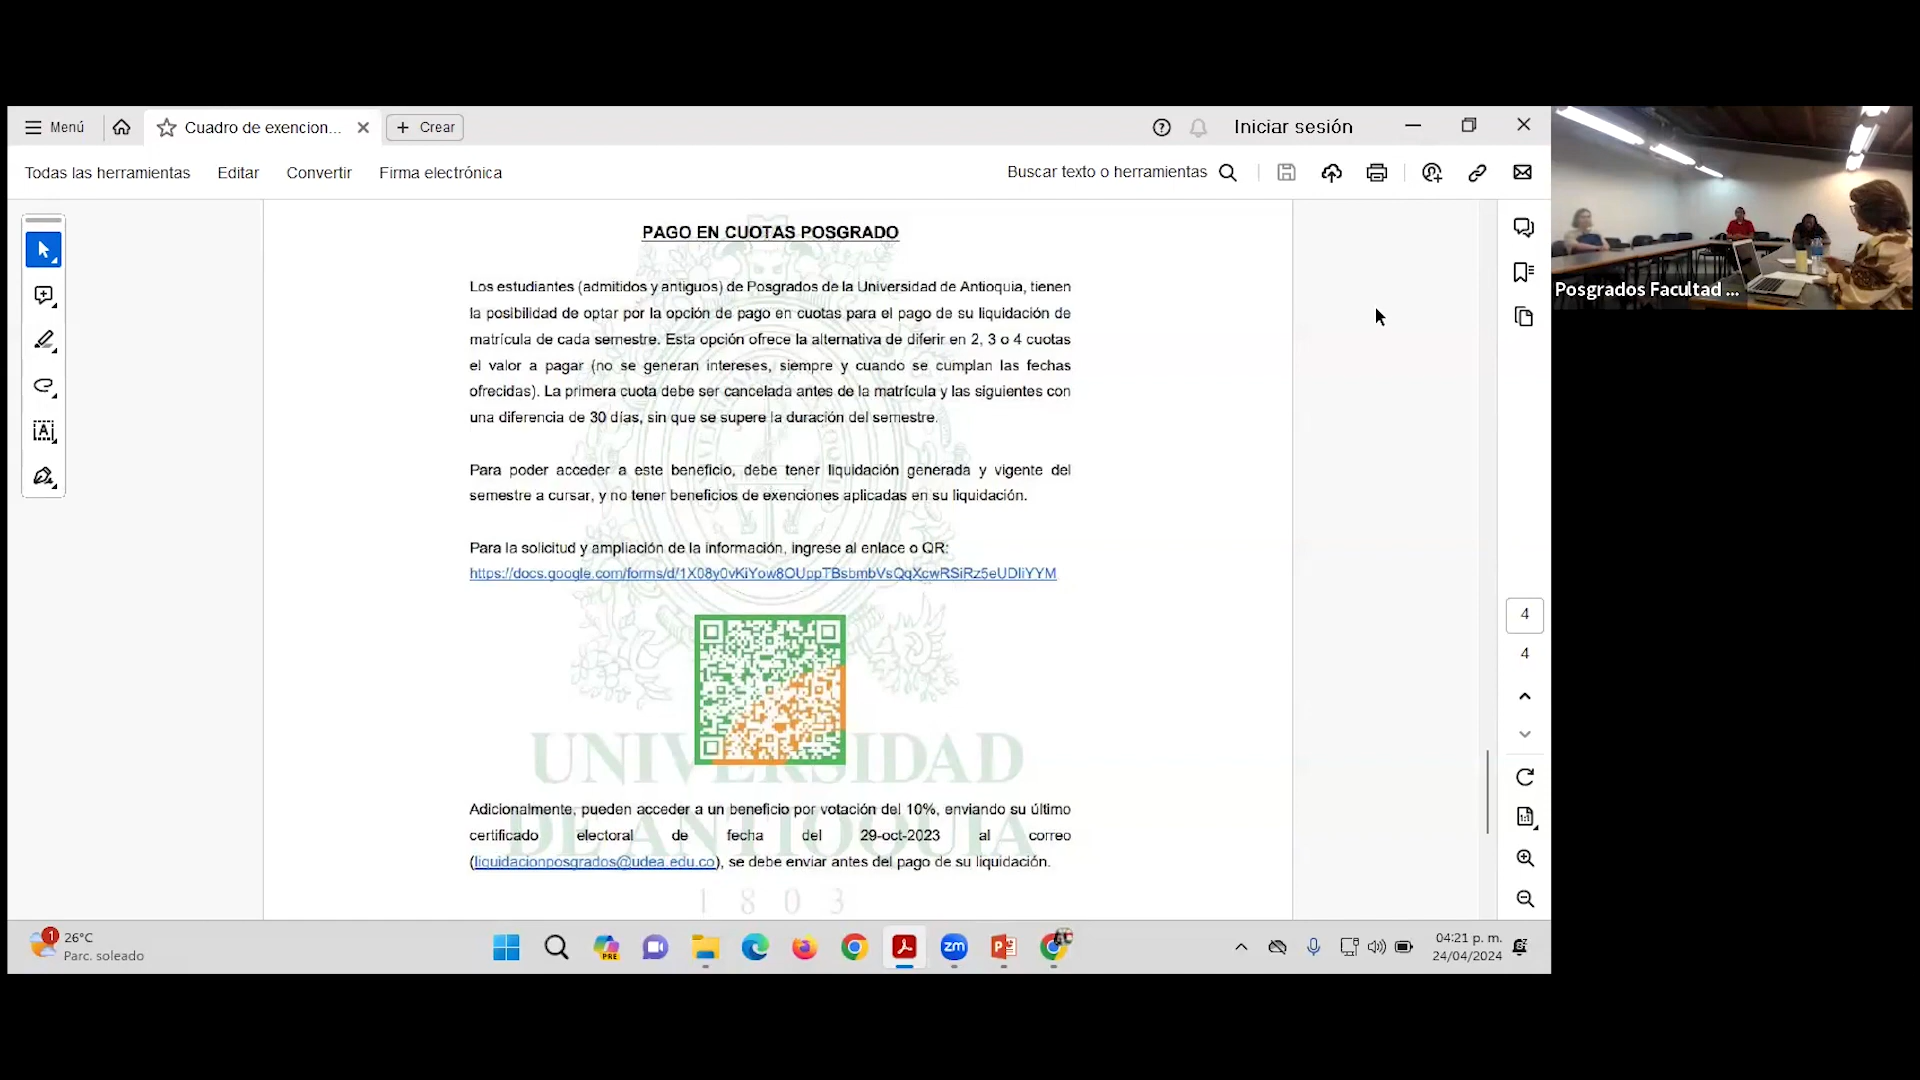 Menú
Cuadro de exencion...
Crear
Iniciar sesión
Todas las herramientas
Editar
Convertir
Firma electrónica
Buscar texto o herramientas
PAGO EN CUOTAS POSGRADO
Los estudiantes (admitidos y antiguos) de Posgrados de la Universidad de Antioquia, tienen
la posibilidad de optar por la opción de pago en cuotas para el pago de su liquidación de
matrícula de cada semestre. Esta opción ofrece la alternativa de diferir en 2, 3 o 4 cuotas
el valor a pagar (no se generan intereses, siempre y cuando se cumplan las fechas
ofrecidas). La primera cuota debe ser cancelada antes de la matrícula y las siguientes con
una diferencia de 30 días, sin que se supere la duración del semestre.
Para poder acceder a este beneficio, debe tener liquidación generada y vigente del
semestre a cursar, y no tener beneficios de exenciones aplicadas en su liquidación.
Para la solicitud y ampliación de la información, ingrese al enlace o QR:
https://docs.google.com/forms/d/1X08y0vKiYow8OUppTBsbmbVsQqXcwRSiRz5eUDIiYYM
UNIVERSIDAD
DE ANTIOQUIA
1803
Adicionalmente, pueden acceder a un beneficio por votación del 10%, enviando su último
certificado electoral de fecha del 29-oct-2023 al correo
(liquidacionposgrados@udea.edu.co), se debe enviar antes del pago de su liquidación.
4
4
Posgrados Facultad ...
1
26°C
Parc. soleado
PRE
zm
04:21 p. m.
24/04/2024